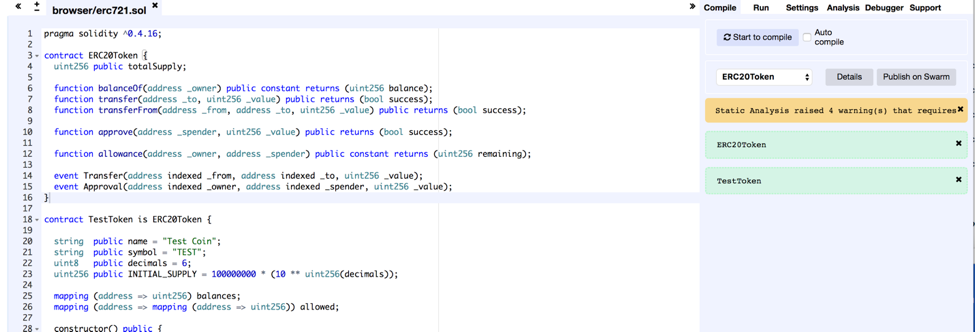 browser/erc721.sol
Compile Run Settings Analysis Debugger Support
Start to compile
Auto compile
ERC20Token
Details
Publish on Swarm
Static Analysis raised 4 warning(s) that requires
ERC20Token
TestToken
1 pragma solidity ^0.4.16;
2
3 contract ERC20Token {
4 uint256 public totalSupply;
5
6 function balanceOf(address _owner) public constant returns (uint256 balance);
7 function transfer(address _to, uint256 _value) public returns (bool success);
8 function transferFrom(address _from, address _to, uint256 _value) public returns (bool success);
9
10 function approve(address _spender, uint256 _value) public returns (bool success);
11
12 function allowance(address _owner, address _spender) public constant returns (uint256 remaining);
13
14 event Transfer(address indexed _from, address indexed _to, uint256 _value);
15 event Approval(address indexed _owner, address indexed _spender, uint256 _value);
16 }
17
18 contract TestToken is ERC20Token {
19
20 string public name = "Test Coin";
21 string public symbol = "TEST";
22 uint8 public decimals = 6;
23 uint256 public INITIAL_SUPPLY = 100000000 * (10 ** uint256(decimals));
24
25 mapping (address => uint256) balances;
26 mapping (address => mapping (address => uint256)) allowed;
27
28 constructor() public {